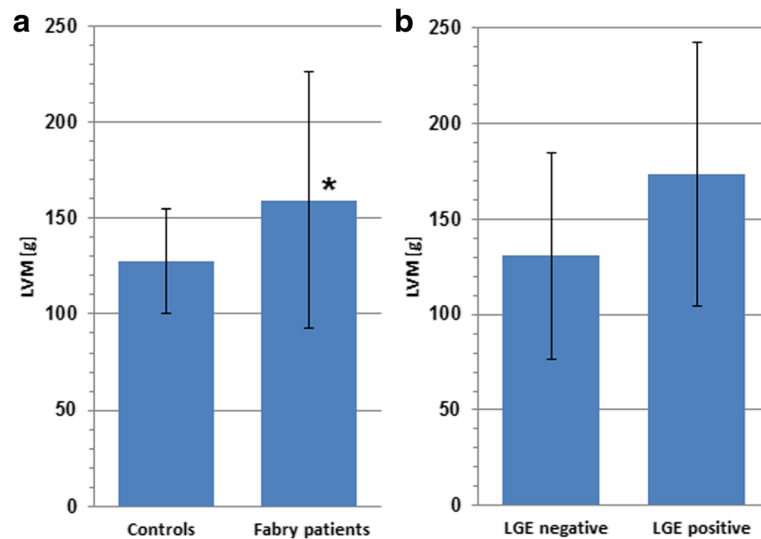 a
250
200
150
100
50
0
LVM [g]
*
Controls Fabry patients
b
250
200
150
100
50
0
LVM [g]
LGE negative LGE positive